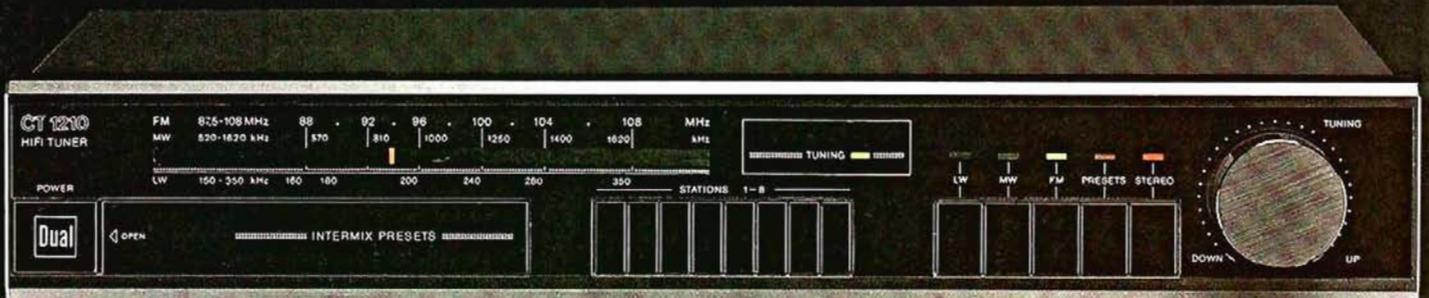 CT 1210
HIFI TUNER
POWER
Dual
OPEN
FM 87,5-108 MHz 88 . 92 . 96 . 100 . 104 . 108 MHz
MW 520-1620 kHz 570 810 1000 1250 1400 1620 kHz
LW 150-350 kHz 160 180 200 240 280 350
INTERMIX PRESETS
STATIONS 1-8
TUNING
LW MW FM PRESETS STEREO
TUNING
DOWN UP